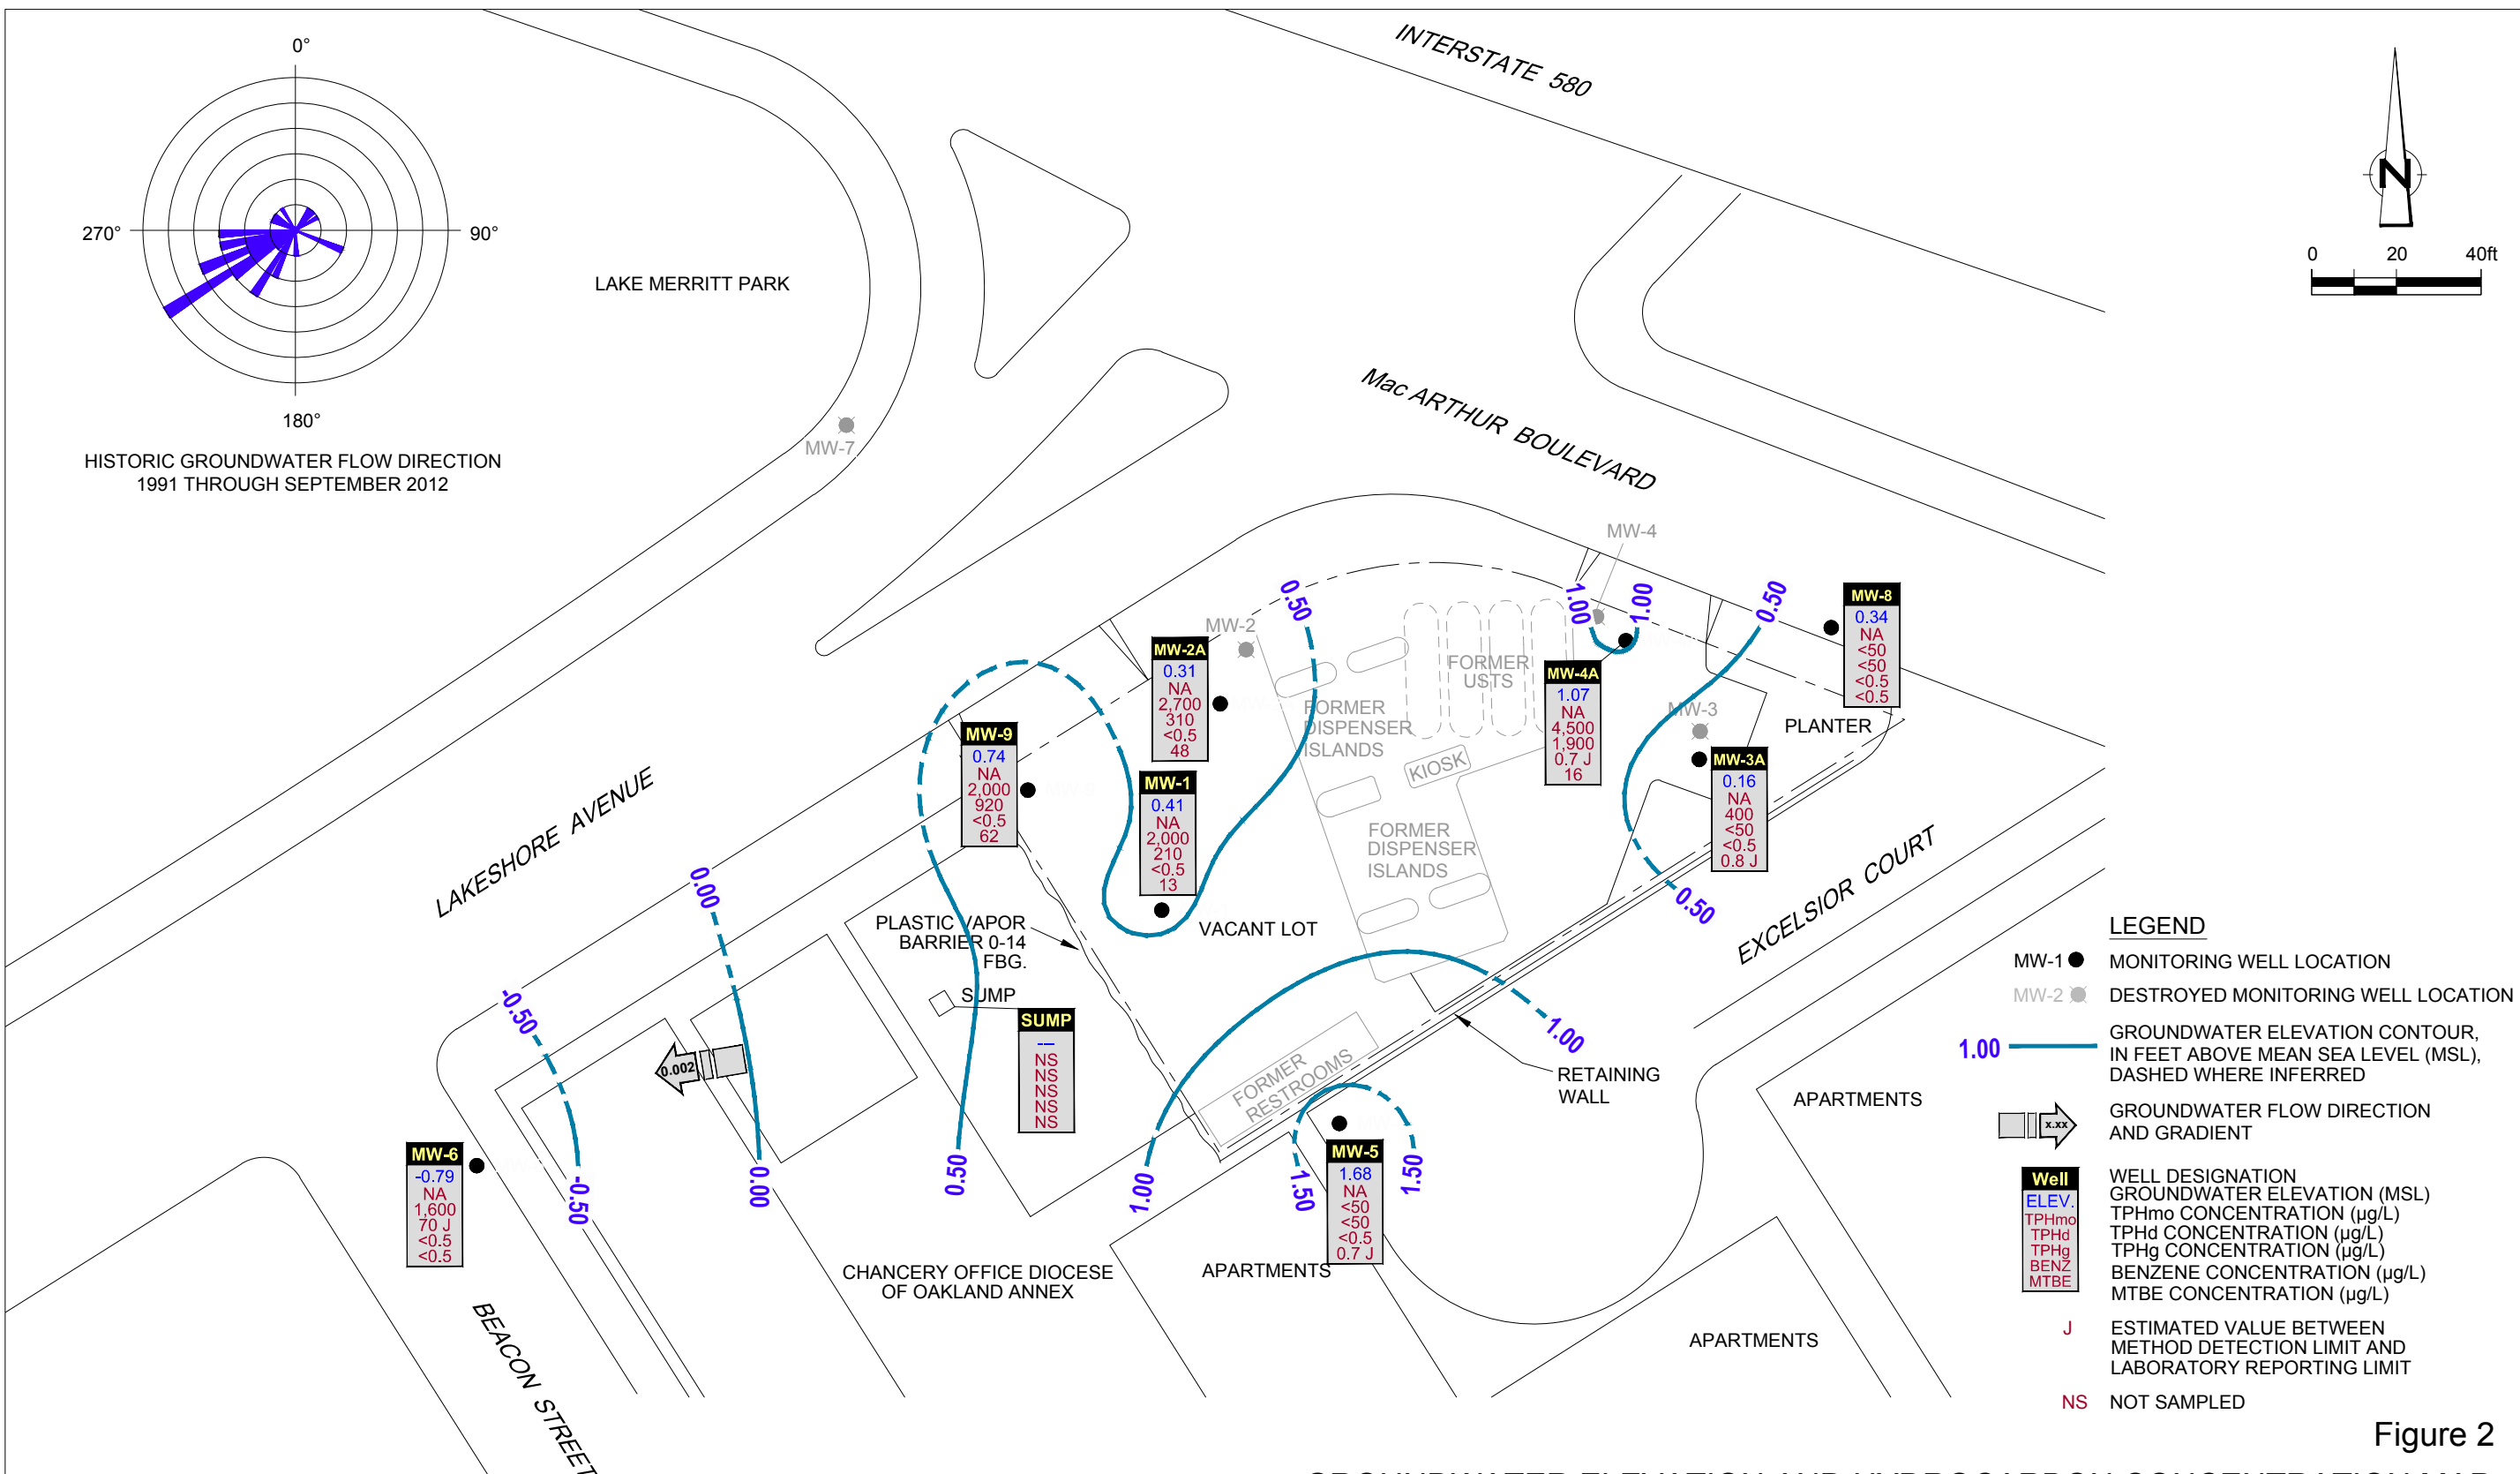 0°
270°
90°
180°
HISTORIC GROUNDWATER FLOW DIRECTION
1991 THROUGH SEPTEMBER 2012
LAKE MERRITT PARK
INTERSTATE 580
N
0 20 40ft
Mac ARTHUR BOULEVARD
MW-7
MW-4
MW-2
MW-3
0.50
1.00
1.00
0.50
MW-8
0.34
NA
<50
<50
<0.5
<0.5
MW-2A
0.31
NA
2,700
310
<0.5
48
FORMER
USTS
MW-4A
1.07
NA
4,500
1,900
0.7 J
16
FORMER
DISPENSER
ISLANDS
PLANTER
MW-9
0.74
NA
2,000
920
<0.5
62
MW-1
0.41
NA
2,000
210
<0.5
13
KIOSK
MW-3A
0.16
NA
400
<50
<0.5
0.8 J
FORMER
DISPENSER
ISLANDS
LAKESHORE AVENUE
0.00
0.50
EXCELSIOR COURT
PLASTIC VAPOR
BARRIER 0-14
FBG.
VACANT LOT
SUMP
-0.50
SUMP
---
NS
NS
NS
NS
NS
0.002
1.00
FORMER
RESTROOMS
RETAINING
WALL
APARTMENTS
MW-6
-0.79
NA
1,600
70 J
<0.5
<0.5
-0.50
0.00
0.50
1.00
1.50
MW-5
1.68
NA
<50
<50
<0.5
0.7 J
1.50
CHANCERY OFFICE DIOCESE
OF OAKLAND ANNEX
APARTMENTS
APARTMENTS
BEACON STREET
LEGEND
MW-1 MONITORING WELL LOCATION
MW-2 DESTROYED MONITORING WELL LOCATION
1.00 GROUNDWATER ELEVATION CONTOUR,
IN FEET ABOVE MEAN SEA LEVEL (MSL),
DASHED WHERE INFERRED
x.xx GROUNDWATER FLOW DIRECTION
AND GRADIENT
Well WELL DESIGNATION
ELEV. GROUNDWATER ELEVATION (MSL)
TPHmo TPHmo CONCENTRATION (µg/L)
TPHd TPHd CONCENTRATION (µg/L)
TPHg TPHg CONCENTRATION (µg/L)
BENZ BENZENE CONCENTRATION (µg/L)
MTBE MTBE CONCENTRATION (µg/L)
J ESTIMATED VALUE BETWEEN
METHOD DETECTION LIMIT AND
LABORATORY REPORTING LIMIT
NS NOT SAMPLED
Figure 2
GROUNDWATER ELEVATION AND HYDROCARBON CONCENTRATION MAP